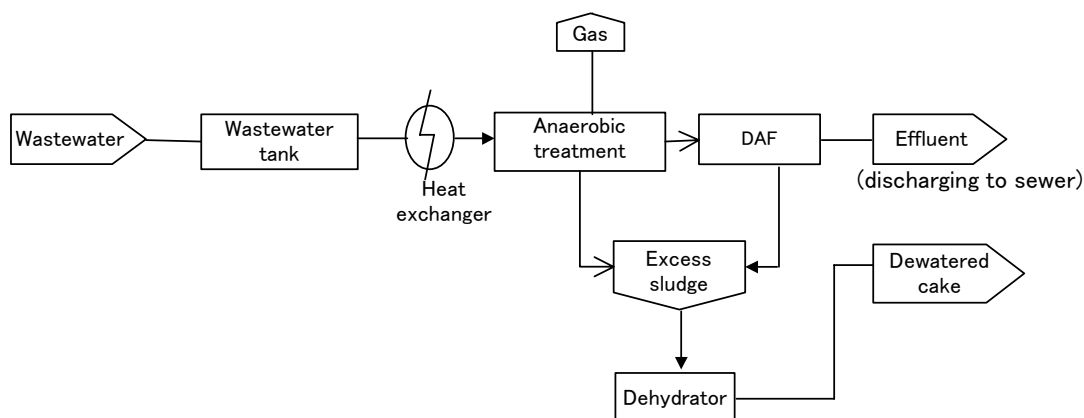 Gas
Wastewater
Wastewater
tank
Heat
exchanger
Anaerobic
treatment
DAF
Effluent
(discharging to sewer)
Excess
sludge
Dewatered
cake
Dehydrator